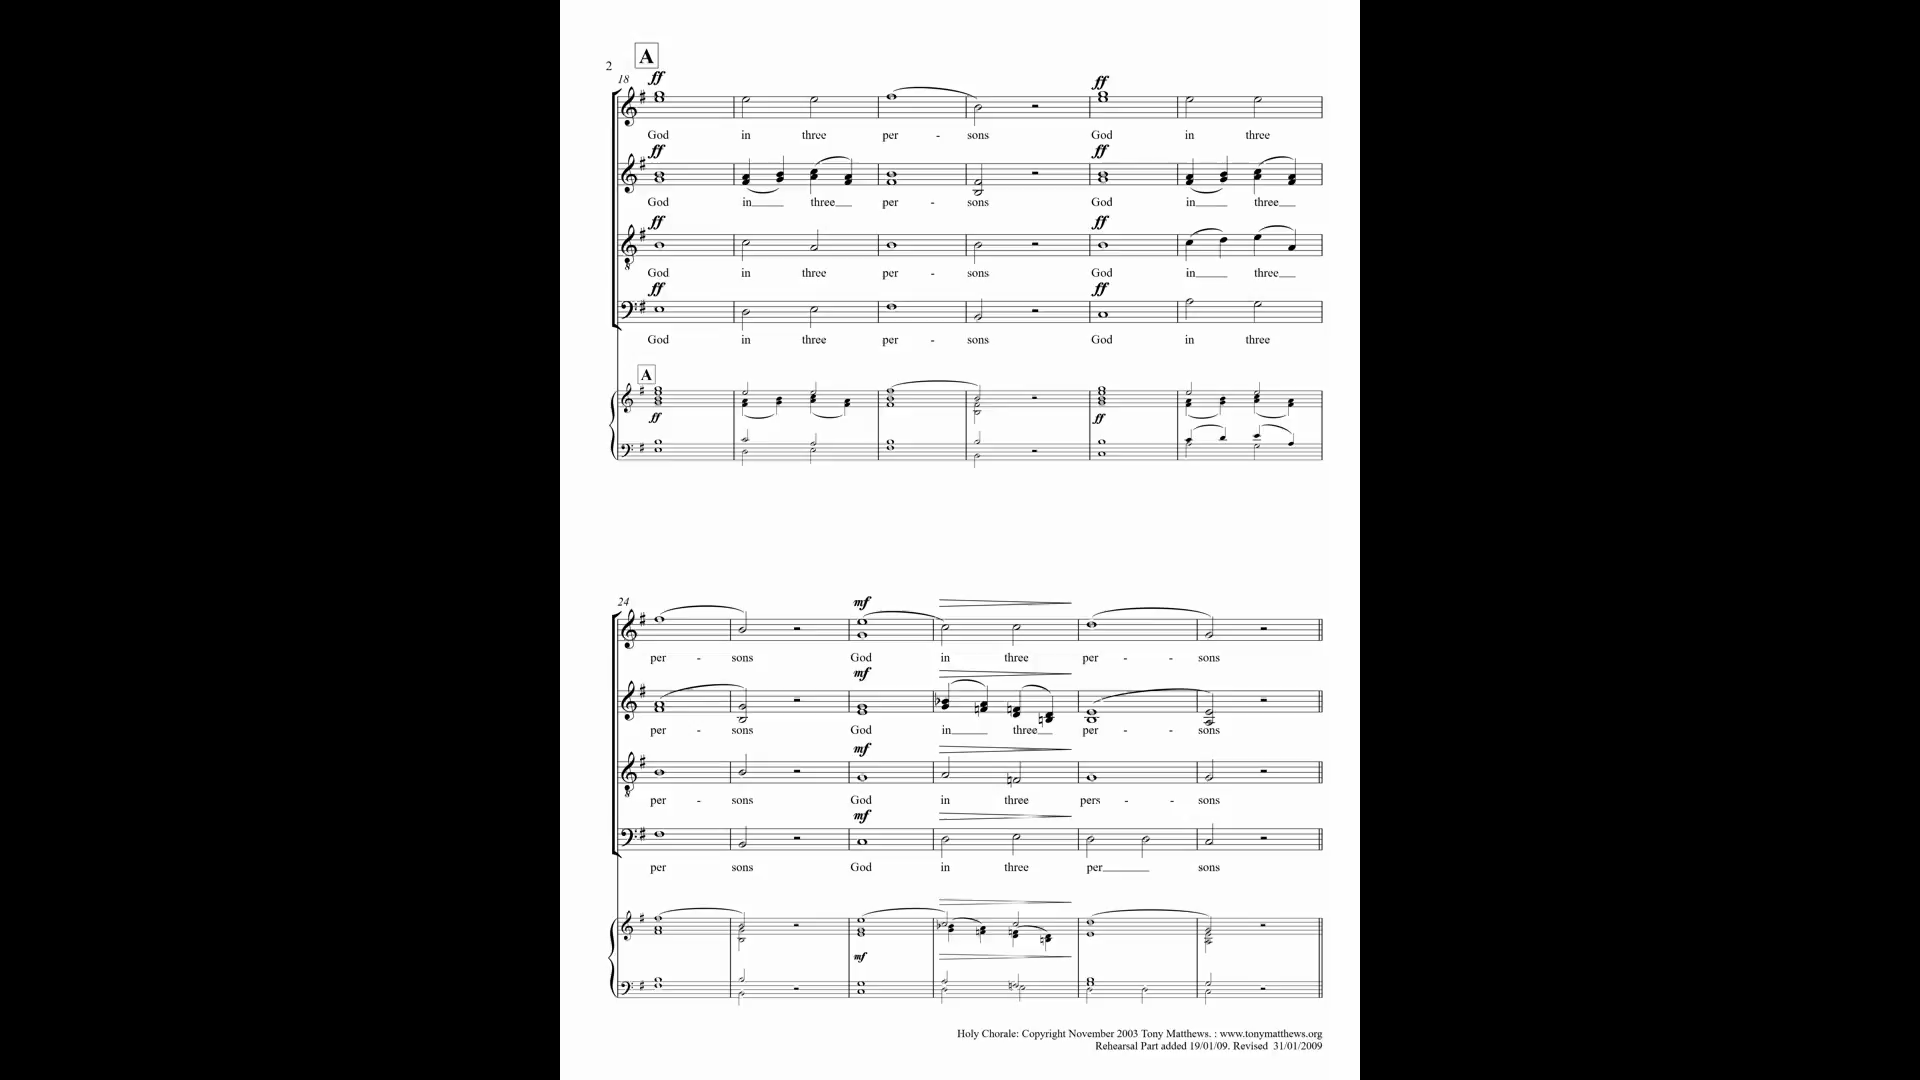 A
2
18
ff ff
God in three per - sons God in three
ff ff
God in three per - sons God in three
ff ff
God in three per - sons God in three
ff ff
God in three per - sons God in three
A
ff ff
24
mf
per - sons God in three per - - sons
mf
per - sons God in three per - - sons
mf
per - sons God in three pers - - sons
mf
per sons God in three per sons
mf
Holy Chorale: Copyright November 2003 Tony Matthews. : www.tonymatthews.org
Rehearsal Part added 19/01/09. Revised 31/01/2009